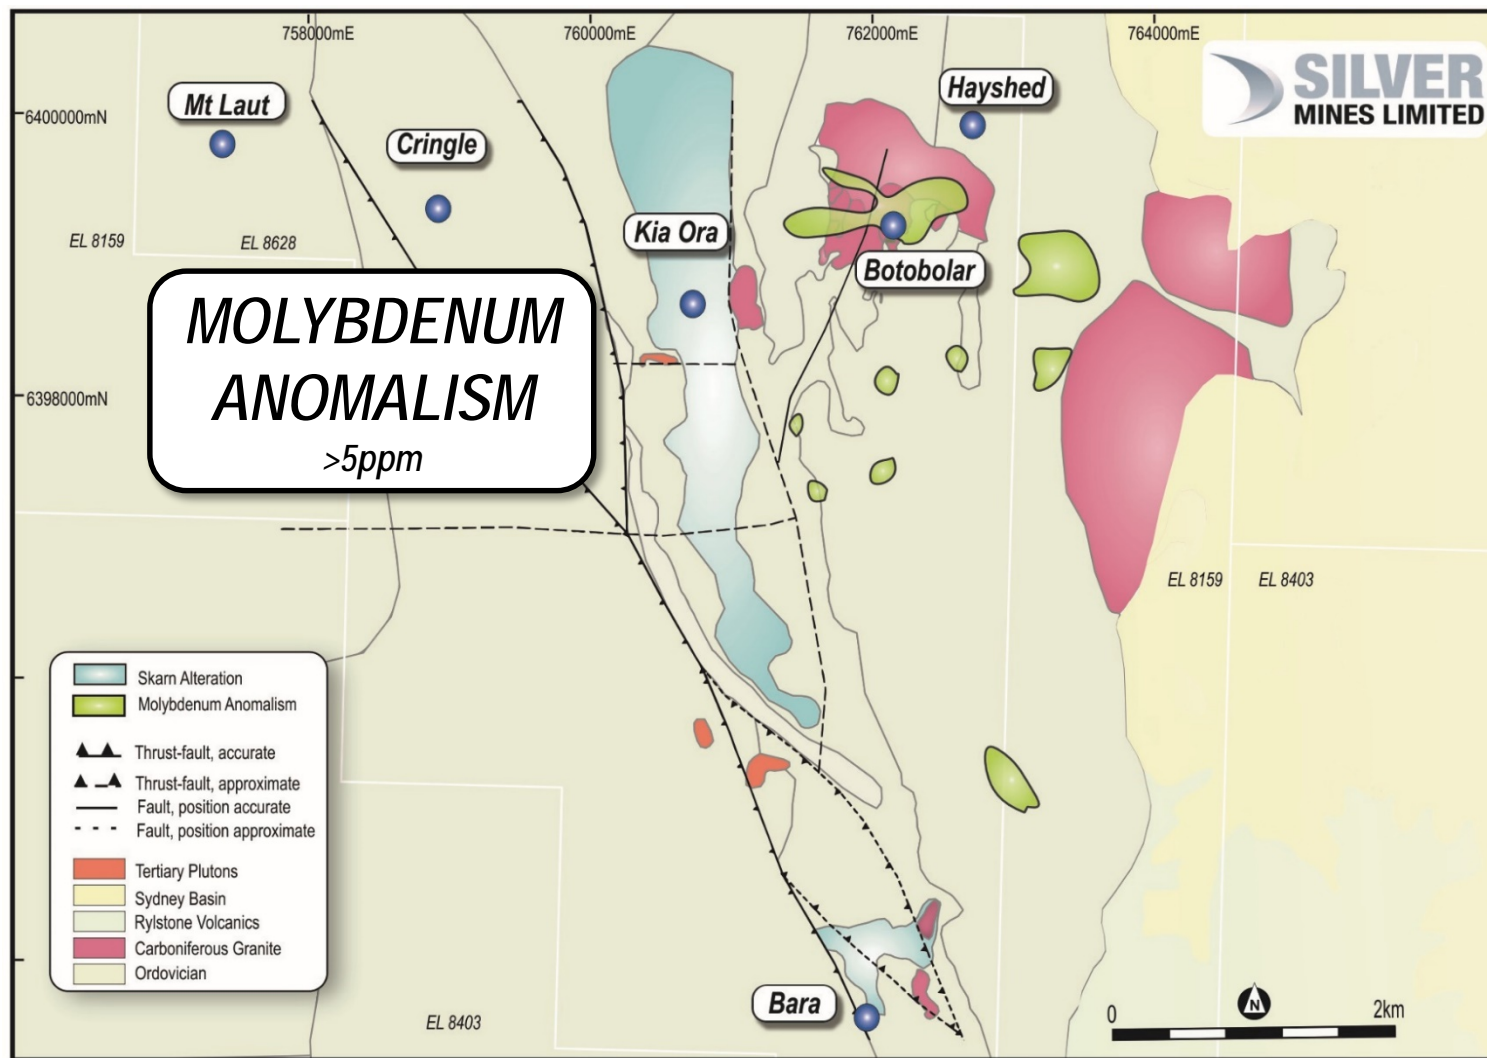 758000mE
760000mE
762000mE
764000mE
SILVER
MINES LIMITED
6400000mN
Mt Laut
Cringle
Hayshed
Kia Ora
EL 8159
EL 8628
Botobolar
MOLYBDENUM
ANOMALISM
>5ppm
6398000mN
EL 8159
EL 8403
Skarn Alteration
Molybdenum Anomalism
Thrust-fault, accurate
Thrust-fault, approximate
Fault, position accurate
Fault, position approximate
Tertiary Plutons
Sydney Basin
Rylstone Volcanics
Carboniferous Granite
Ordovician
Bara
EL 8403
N
0
2km